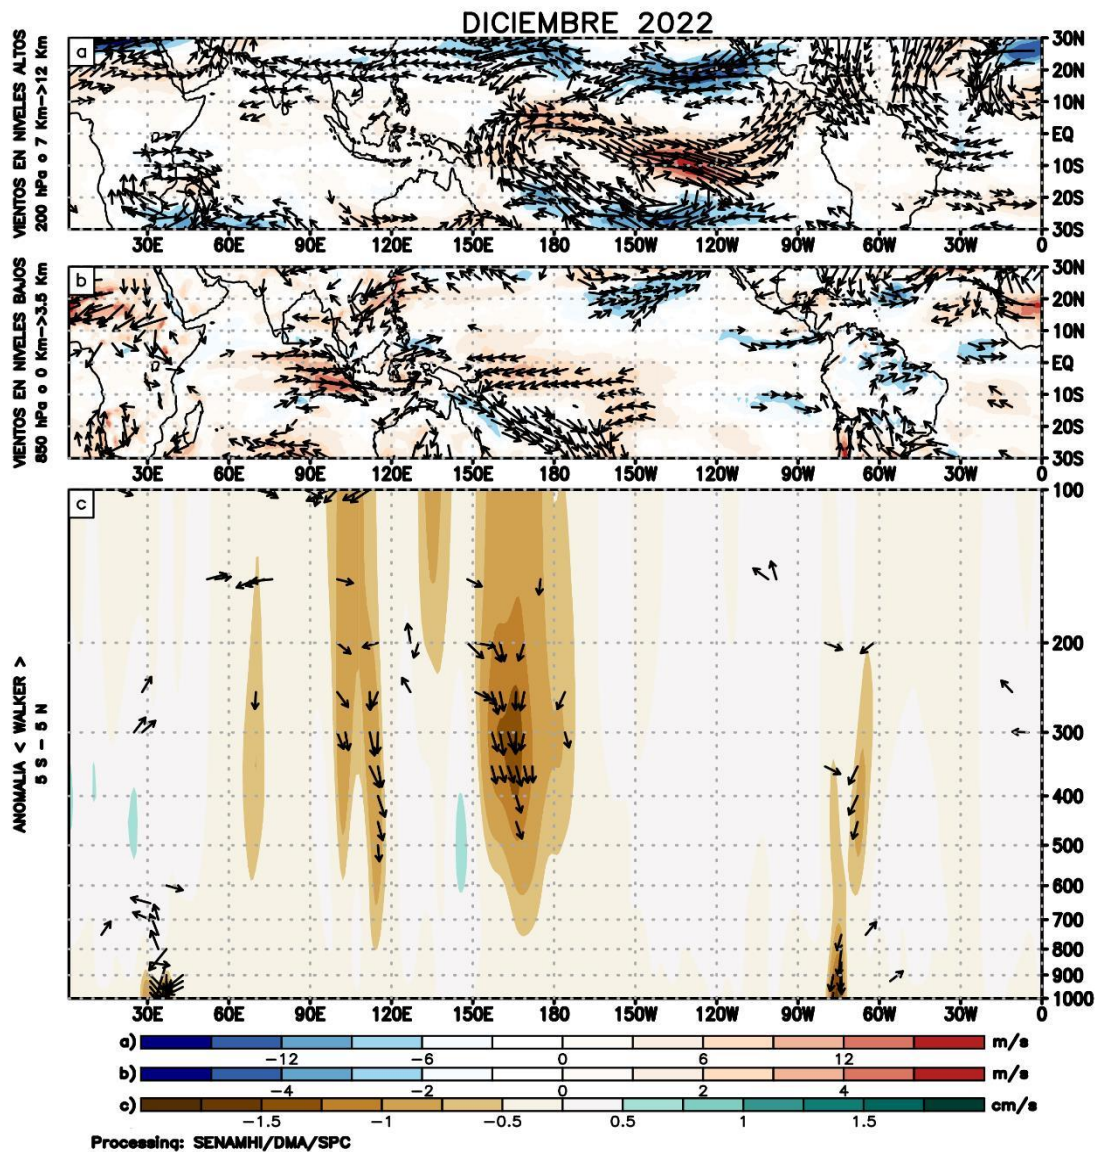 DICIEMBRE 2022
VIENTOS EN NIVELES ALTOS
200 hPa o 7 Km->12 Km
a
30N
20N
10N
EQ
10S
20S
30S
30E 60E 90E 120E 150E 180 150W 120W 90W 60W 30W 0
VIENTOS EN NIVELES BAJOS
850 hPa o 0 Km->3.5 Km
b
30N
20N
10N
EQ
10S
20S
30S
30E 60E 90E 120E 150E 180 150W 120W 90W 60W 30W 0
ANOMALIA < WALKER >
5 S - 5 N
c
100
200
300
400
500
600
700
800
900
1000
30E 60E 90E 120E 150E 180 150W 120W 90W 60W 30W 0
a) m/s
-12 -6 0 6 12
b) m/s
-4 -2 0 2 4
c) cm/s
-1.5 -1 -0.5 0.5 1 1.5
Processing: SENAMHI/DMA/SPC